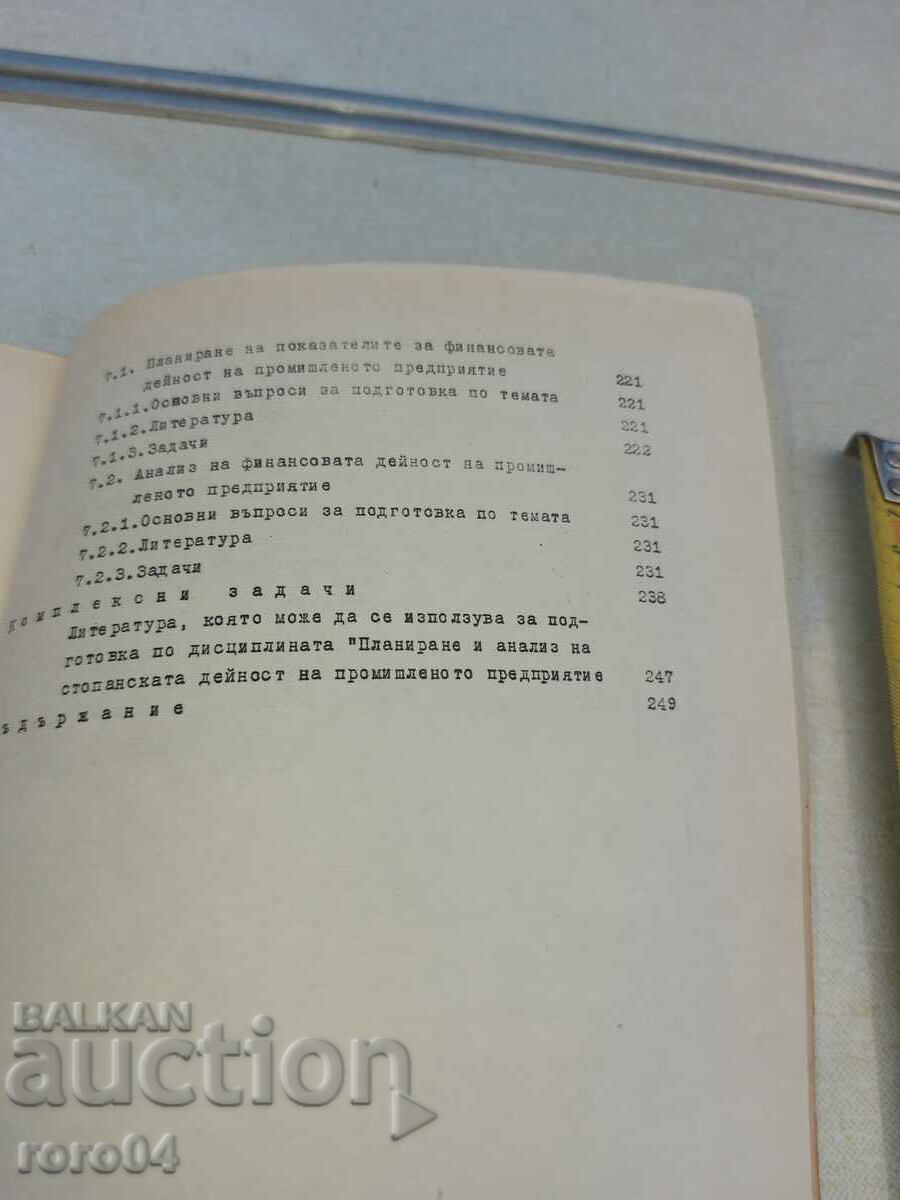 7.1. Планиране на показателите за финансовата
дейност на промишленото предприятие 221
7.1.1.Основни въпроси за подготовка по темата 221
7.1.2.Литература 221
7.1.3.Задачи 222
7.2. Анализ на финансовата дейност на промиш-
леното предприятие 231
7.2.1.Основни въпроси за подготовка по темата 231
7.2.2.Литература 231
7.2.3.Задачи 231
Комплексни задачи 238
Литература, която може да се използува за под-
готовка по дисциплината "Планиране и анализ на
стопанската дейност на промишленото предприятие 247
ъдържание 249
BALKAN
auction
roro04